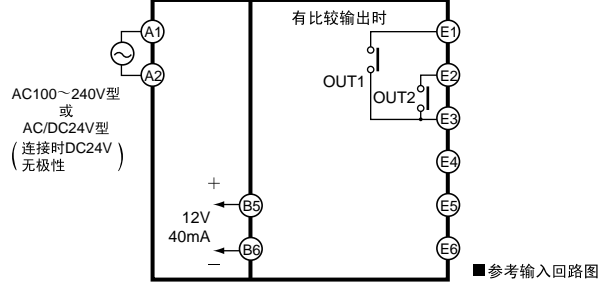 有比较输出时
A1
A2
AC100～240V型
或
AC/DC24V型
(连接时DC24V
无极性)
OUT1
OUT2
E1
E2
E3
E4
E5
E6
+
12V
40mA
−
B5
B6
■参考输入回路图